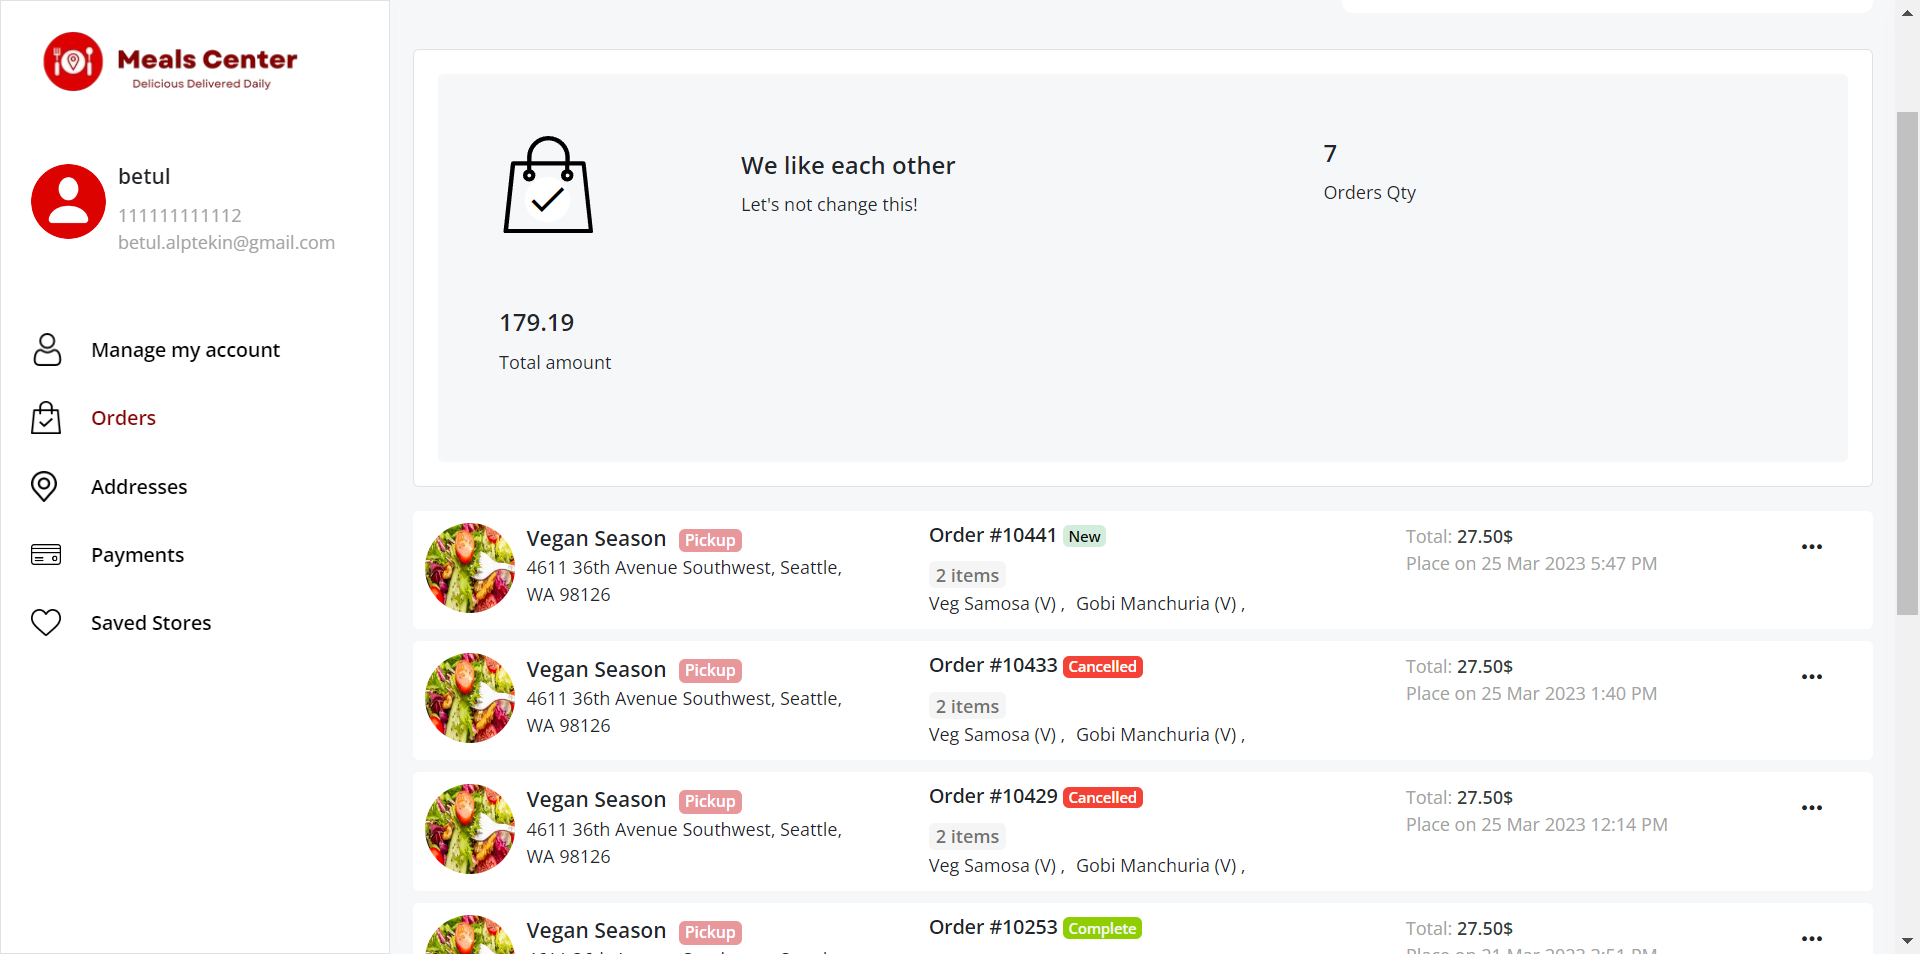 Meals Center
Delicious Delivered Daily
betul
111111111112
betul.alptekin@gmail.com
Manage my account
Orders
Addresses
Payments
Saved Stores
We like each other
Let's not change this!
7
Orders Qty
179.19
Total amount
Vegan Season Pickup
4611 36th Avenue Southwest, Seattle,
WA 98126
Order #10441 New
2 items
Veg Samosa (V) , Gobi Manchuria (V) ,
Total: 27.50$
Place on 25 Mar 2023 5:47 PM
Vegan Season Pickup
4611 36th Avenue Southwest, Seattle,
WA 98126
Order #10433 Cancelled
2 items
Veg Samosa (V) , Gobi Manchuria (V) ,
Total: 27.50$
Place on 25 Mar 2023 1:40 PM
Vegan Season Pickup
4611 36th Avenue Southwest, Seattle,
WA 98126
Order #10429 Cancelled
2 items
Veg Samosa (V) , Gobi Manchuria (V) ,
Total: 27.50$
Place on 25 Mar 2023 12:14 PM
Vegan Season Pickup
Order #10253 Complete
Total: 27.50$